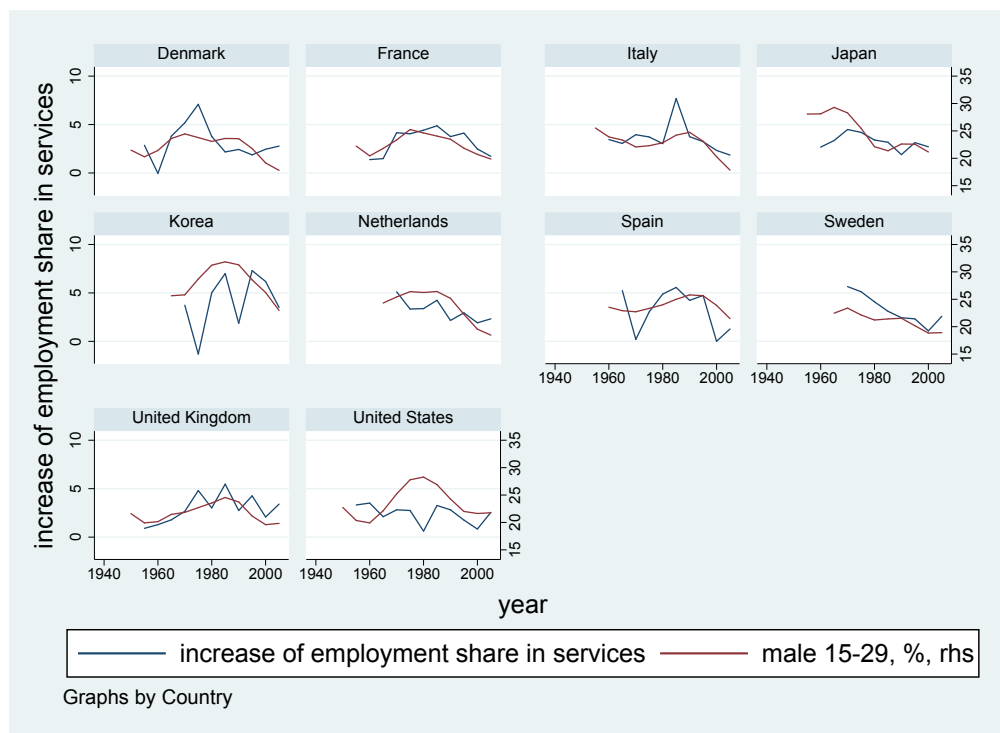 increase of employment share in services
Denmark France Italy Japan
10
5
0
35
30
25
20
15
Korea Netherlands Spain Sweden
10
5
0
35
30
25
20
15
1940 1960 1980 2000 1940 1960 1980 2000
United Kingdom United States
10
5
0
35
30
25
20
15
1940 1960 1980 2000 1940 1960 1980 2000
year
increase of employment share in services male 15-29, %, rhs
Graphs by Country